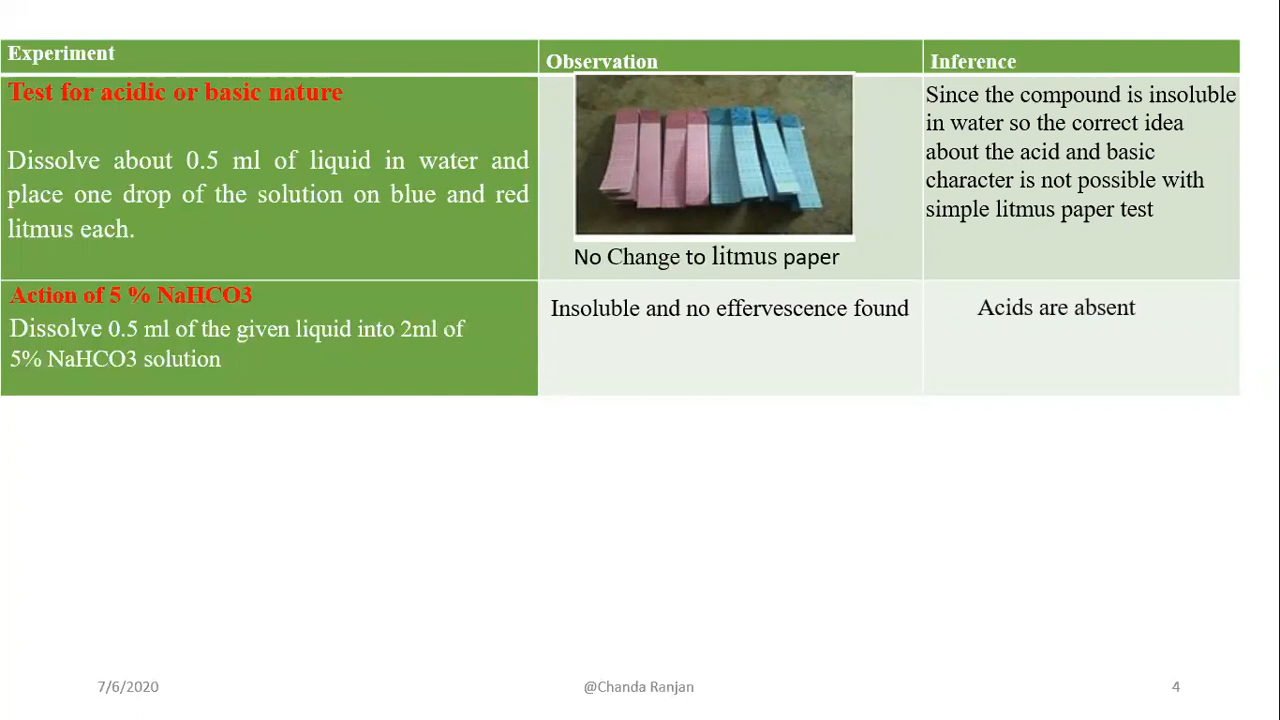 Experiment
Observation
Inference
Test for acidic or basic nature
Dissolve about 0.5 ml of liquid in water and
place one drop of the solution on blue and red
litmus each.
No Change to litmus paper
Since the compound is insoluble
in water so the correct idea
about the acid and basic
character is not possible with
simple litmus paper test
Action of 5 % NaHCO3
Dissolve 0.5 ml of the given liquid into 2ml of
5% NaHCO3 solution
Insoluble and no effervescence found
Acids are absent
7/6/2020
@Chanda Ranjan
4